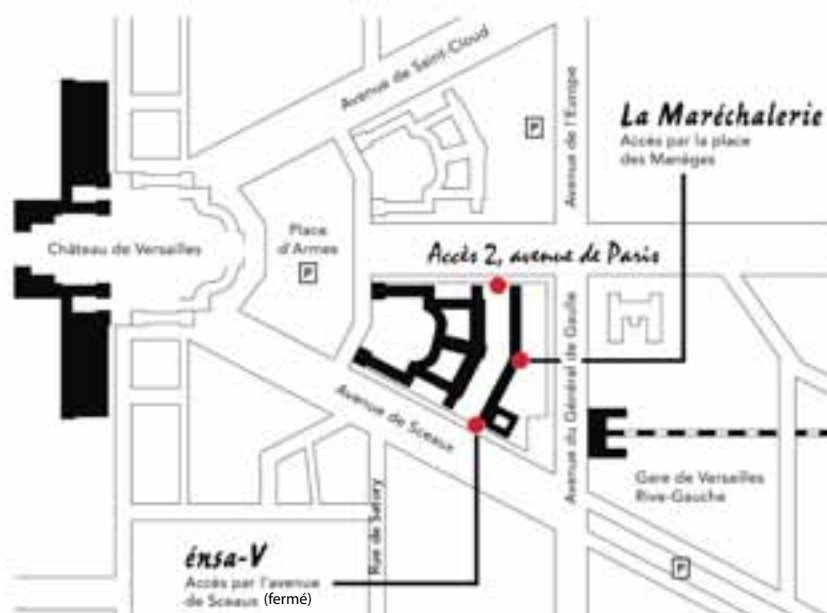 Avenue de Saint-Cloud
P
Avenue de l'Europe
La Maréchalerie
Accès par la place
des Manèges
Château de Versailles
Place
d'Armes
P
Accès 2, avenue de Paris
Avenue du Général de Gaulle
Avenue de Sceaux
Rue de Satory
Gare de Versailles
Rive-Gauche
P
énsa-V
Accès par l'avenue
de Sceaux (fermé)